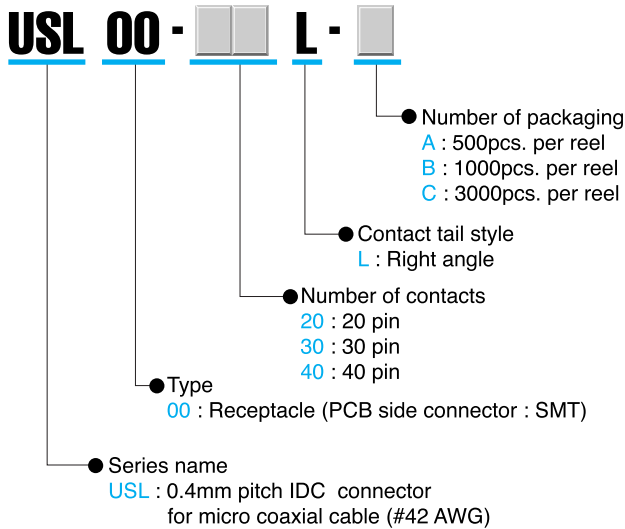 USL 00 - L -
Number of packaging
A : 500pcs. per reel
B : 1000pcs. per reel
C : 3000pcs. per reel
Contact tail style
L : Right angle
Number of contacts
20 : 20 pin
30 : 30 pin
40 : 40 pin
Type
00 : Receptacle (PCB side connector : SMT)
Series name
USL : 0.4mm pitch IDC connector
for micro coaxial cable (#42 AWG)